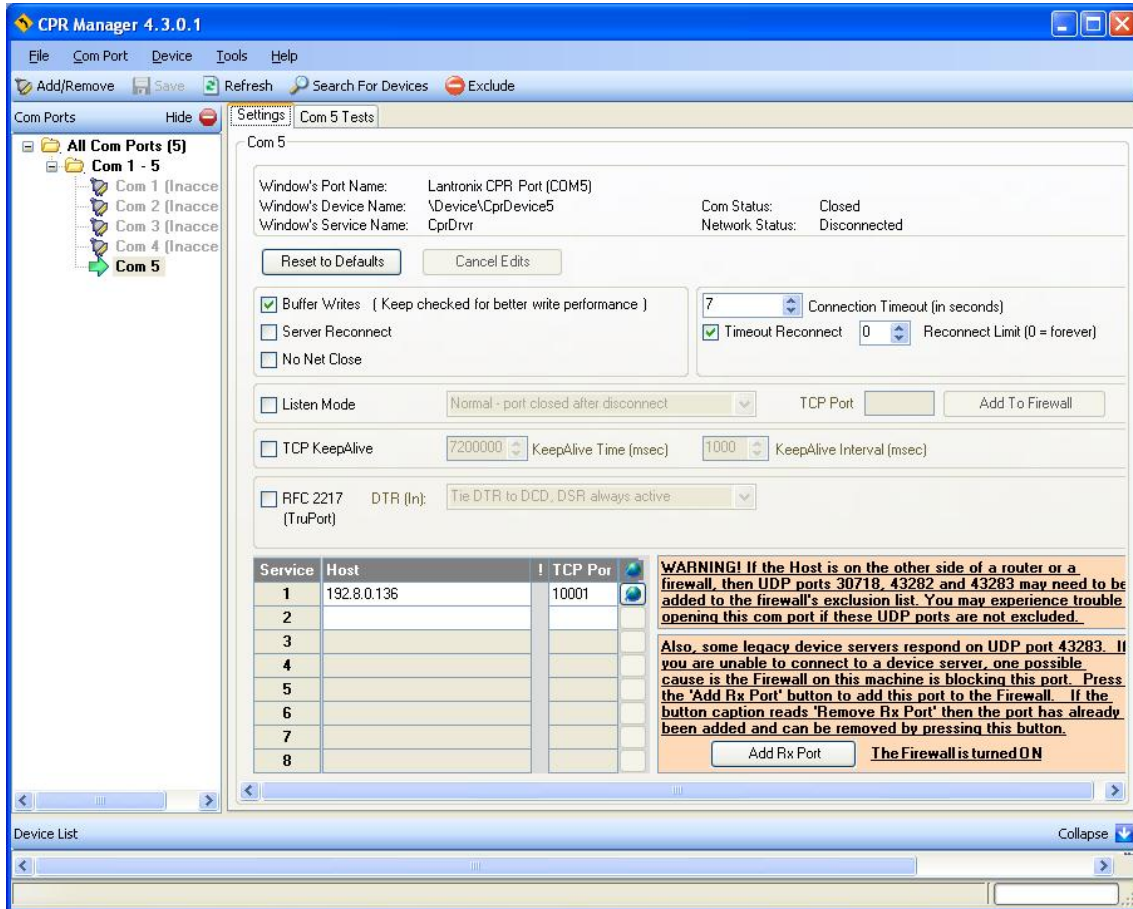 CPR Manager 4.3.0.1
File Com Port Device Tools Help
Add/Remove Save Refresh Search For Devices Exclude
Com Ports Hide
All Com Ports (5)
Com 1 - 5
Com 1 (Inacce
Com 2 (Inacce
Com 3 (Inacce
Com 4 (Inacce
Com 5
Settings Com 5 Tests
Com 5
Window's Port Name: Lantronix CPR Port (COM5)
Window's Device Name: \Device\CprDevice5 Com Status: Closed
Window's Service Name: CprDrvr Network Status: Disconnected
Reset to Defaults Cancel Edits
Buffer Writes ( Keep checked for better write performance )
Server Reconnect
No Net Close
7 Connection Timeout (in seconds)
Timeout Reconnect 0 Reconnect Limit (0 = forever)
Listen Mode Normal - port closed after disconnect TCP Port Add To Firewall
TCP KeepAlive 7200000 KeepAlive Time (msec) 1000 KeepAlive Interval (msec)
RFC 2217 DTR (In): Tie DTR to DCD, DSR always active
(TruPort)
Service Host ! TCP Por
1 192.8.0.136 10001
2
3
4
5
6
7
8
WARNING! If the Host is on the other side of a router or a
firewall, then UDP ports 30718, 43282 and 43283 may need to be
added to the firewall's exclusion list. You may experience trouble
opening this com port if these UDP ports are not excluded.
Also, some legacy device servers respond on UDP port 43283. If
you are unable to connect to a device server, one possible
cause is the Firewall on this machine is blocking this port. Press
the 'Add Rx Port' button to add this port to the Firewall. If the
button caption reads 'Remove Rx Port' then the port has already
been added and can be removed by pressing this button.
Add Rx Port The Firewall is turned ON
Device List Collapse